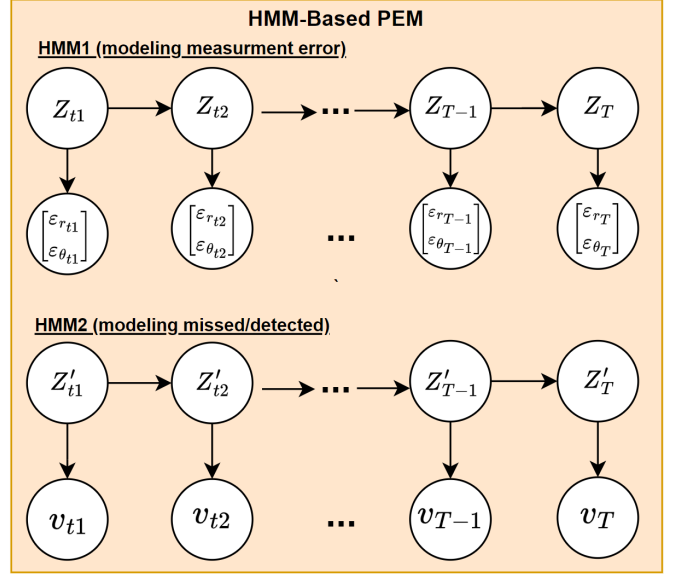 HMM-Based PEM
HMM1 (modeling measurment error)
Z_{t1} Z_{t2} ... Z_{T-1} Z_T
[ε_{r_{t1}} ε_{θ_{t1}}] [ε_{r_{t2}} ε_{θ_{t2}}] ... [ε_{r_{T-1}} ε_{θ_{T-1}}] [ε_{r_T} ε_{θ_T}]
`
HMM2 (modeling missed/detected)
Z'_{t1} Z'_{t2} ... Z'_{T-1} Z'_T
v_{t1} v_{t2} ... v_{T-1} v_T